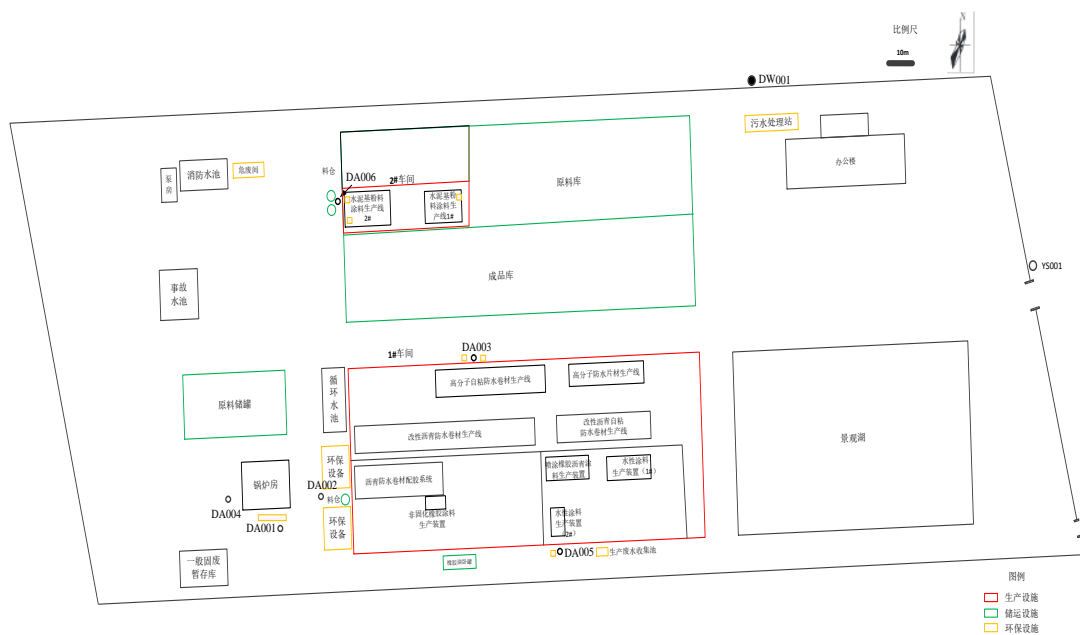 比例尺
10m
DW001
污水处理站
办公楼
泵
房
消防水池
危废间
料仓
DA006
2#车间
水泥基粉料
涂料生产线
2#
水泥基粉
料涂料生
产线1#
原料库
成品库
YS001
事故
水池
1#车间
DA003
高分子自粘防水卷材生产线
高分子防水片材生产线
循
环
水
池
原料储罐
改性沥青防水卷材生产线
改性沥青自粘
防水卷材生产线
景观湖
环保
设备
沥青防水卷材配胶系统
喷涂橡胶沥青涂
料生产装置
水性涂料
生产装置（1#）
锅炉房
DA002
料仓
DA004
DA001
环保
设备
非固化橡胶涂料
生产装置
水性涂料
生产装置
（2#）
DA005
生产废水收集池
一般固废
暂存库
图例
生产设施
储运设施
环保设施